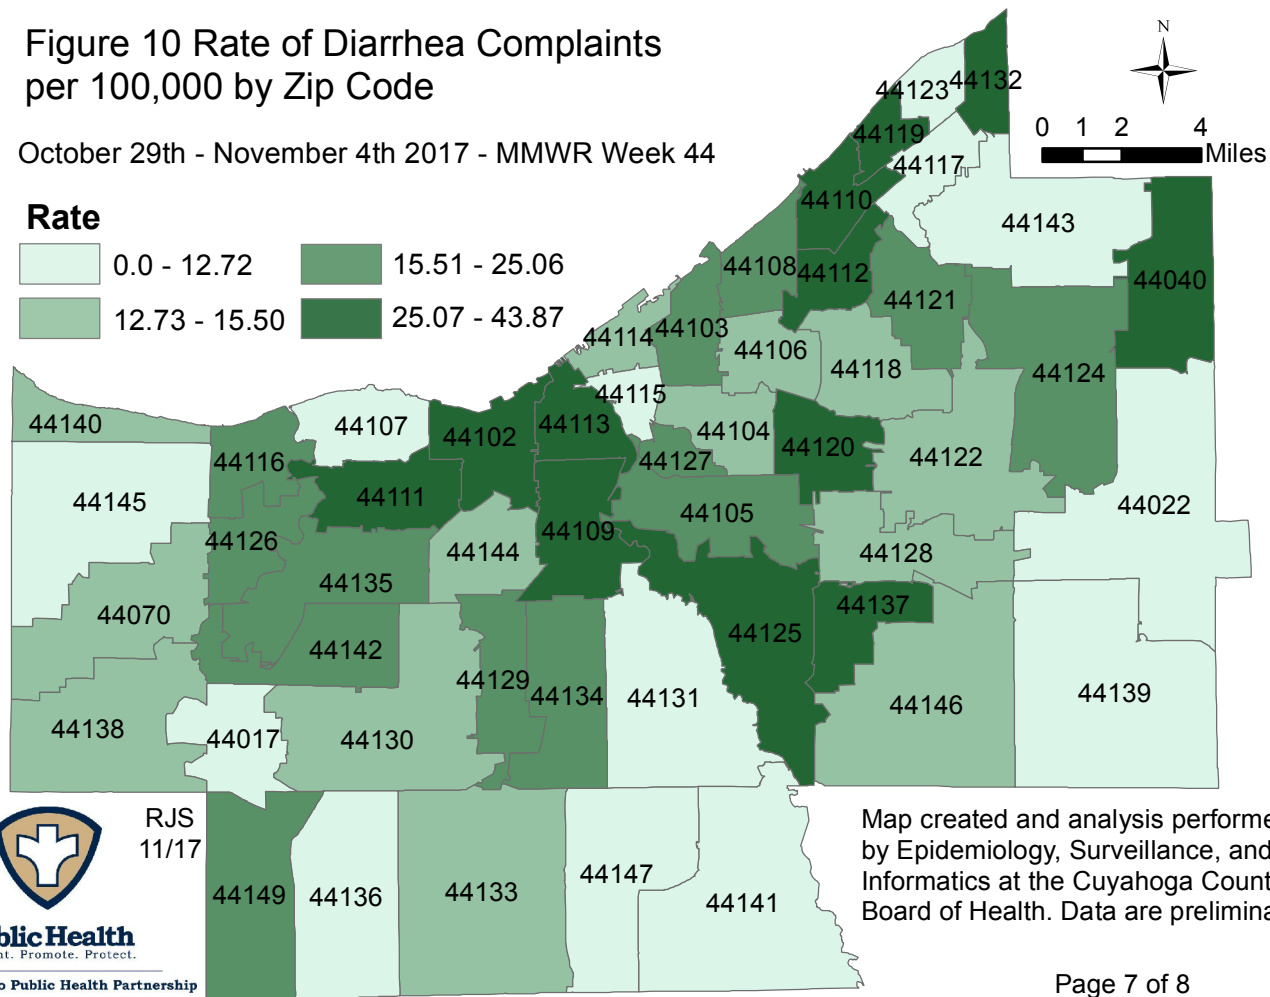 Figure 10 Rate of Diarrhea Complaints
per 100,000 by Zip Code
October 29th - November 4th 2017 - MMWR Week 44
Rate
0.0 - 12.72
12.73 - 15.50
15.51 - 25.06
25.07 - 43.87
N
0 1 2 4
Miles
44132
44123
44119
44117
44110
44143
44108
44112
44040
44121
44103
44114
44106
44118
44124
44115
44140
44107
44113
44102
44104
44120
44116
44127
44122
44145
44111
44022
44105
44109
44126
44144
44128
44135
44070
44137
44125
44142
44129
44134
44131
44139
44146
44138
44017
44130
44149
44136
44133
44147
44141
RJS
11/17
blic Health
nt. Promote. Protect.
o Public Health Partnership
Map created and analysis performe
by Epidemiology, Surveillance, and
Informatics at the Cuyahoga Count
Board of Health. Data are prelimina
Page 7 of 8